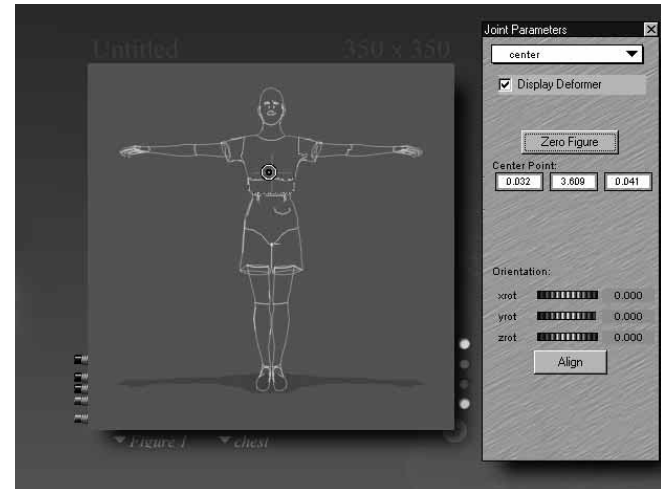 Untitled
350 x 350
Joint Parameters
center
Display Deformer
Zero Figure
Center Point:
0.032 3.609 0.041
Orientation:
xrot 0.000
yrot 0.000
zrot 0.000
Align
Figure 1
chest